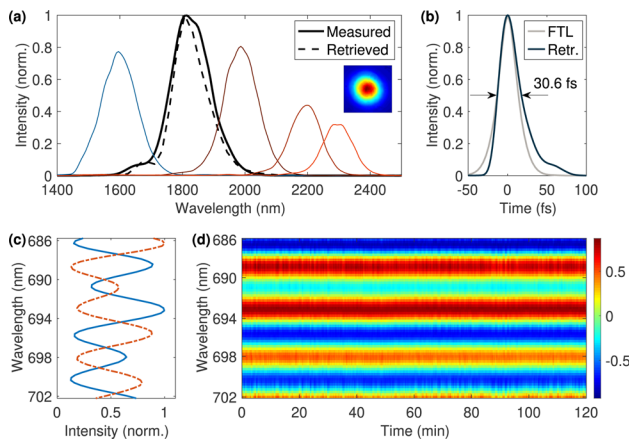 (a)
Intensity (norm.)
1
0.8
0.6
0.4
0.2
0
Measured
Retrieved
1400 1600 1800 2000 2200 2400
Wavelength (nm)
(b)
Intensity (norm.)
1
0.8
0.6
0.4
0.2
0
FTL
Retr.
30.6 fs
-50 0 50 100
Time (fs)
(c)
Wavelength (nm)
686
690
694
698
702
0 0.5 1
Intensity (norm.)
(d)
Wavelength (nm)
686
690
694
698
702
0 20 40 60 80 100 120
Time (min)
0.5
0
-0.5